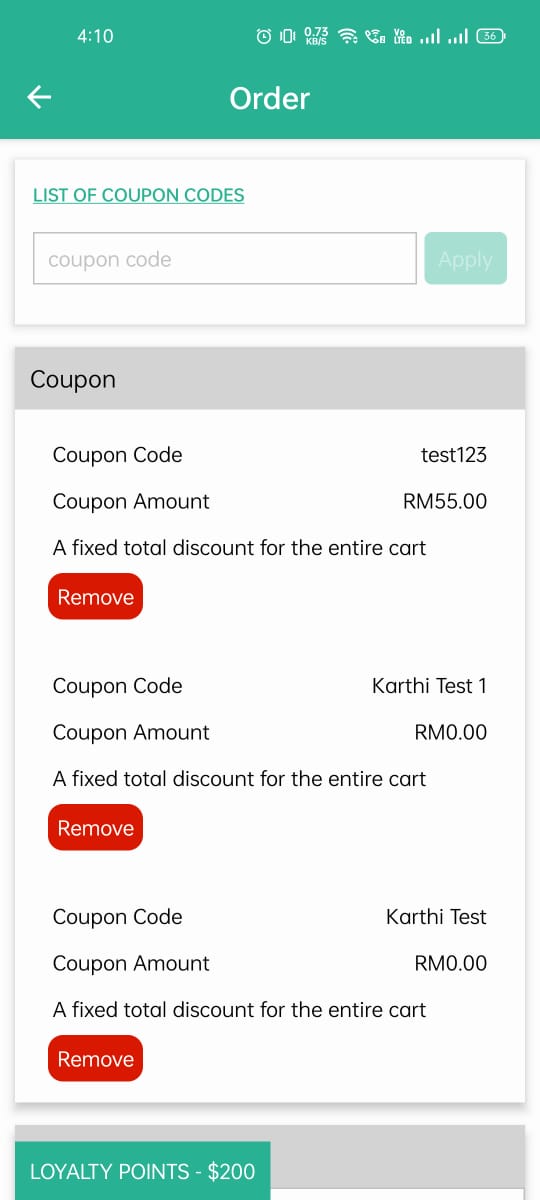 4:10
0.73
KB/S
Vo
LTE
36
Order
LIST OF COUPON CODES
coupon code
Apply
Coupon
Coupon Code
test123
Coupon Amount
RM55.00
A fixed total discount for the entire cart
Remove
Coupon Code
Karthi Test 1
Coupon Amount
RM0.00
A fixed total discount for the entire cart
Remove
Coupon Code
Karthi Test
Coupon Amount
RM0.00
A fixed total discount for the entire cart
Remove
LOYALTY POINTS - $200